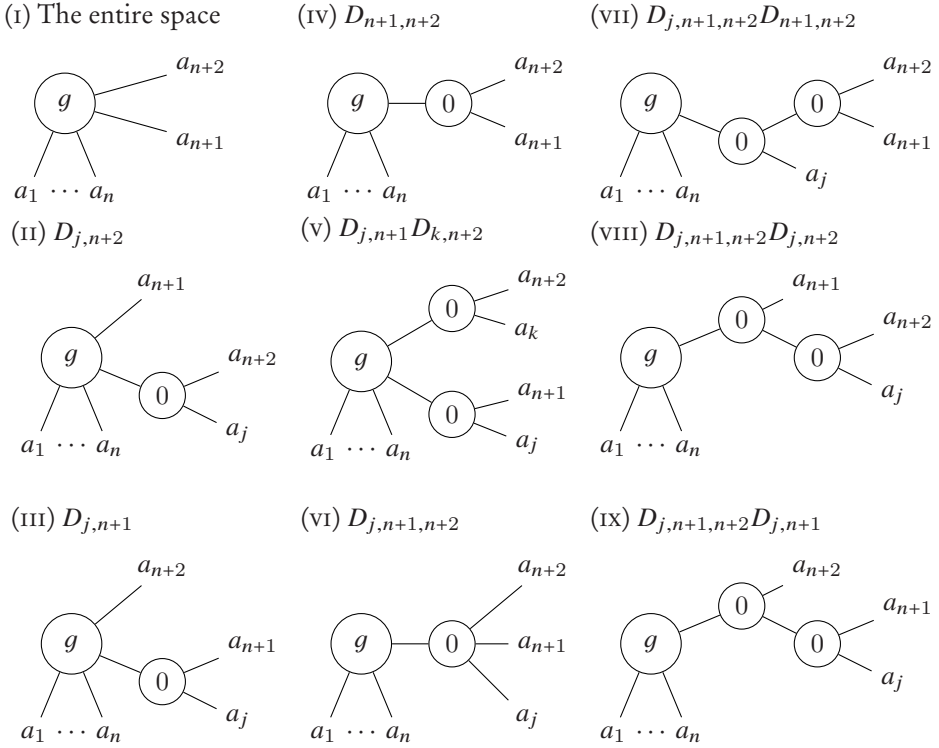 (I) The entire space
g
a_{n+2}
a_{n+1}
a_1 ⋯ a_n
(II) D_{j,n+2}
a_{n+1}
g
a_{n+2}
0
a_j
a_1 ⋯ a_n
(III) D_{j,n+1}
a_{n+2}
g
a_{n+1}
0
a_j
a_1 ⋯ a_n
(IV) D_{n+1,n+2}
a_{n+2}
g
0
a_{n+1}
a_1 ⋯ a_n
(V) D_{j,n+1}D_{k,n+2}
a_{n+2}
0
a_k
g
a_{n+1}
0
a_j
a_1 ⋯ a_n
(VI) D_{j,n+1,n+2}
a_{n+2}
g
0
a_{n+1}
a_j
a_1 ⋯ a_n
(VII) D_{j,n+1,n+2}D_{n+1,n+2}
a_{n+2}
g
0
0
a_{n+1}
a_j
a_1 ⋯ a_n
(VIII) D_{j,n+1,n+2}D_{j,n+2}
a_{n+1}
0
a_{n+2}
g
0
a_j
a_1 ⋯ a_n
(IX) D_{j,n+1,n+2}D_{j,n+1}
a_{n+2}
0
a_{n+1}
g
0
a_j
a_1 ⋯ a_n